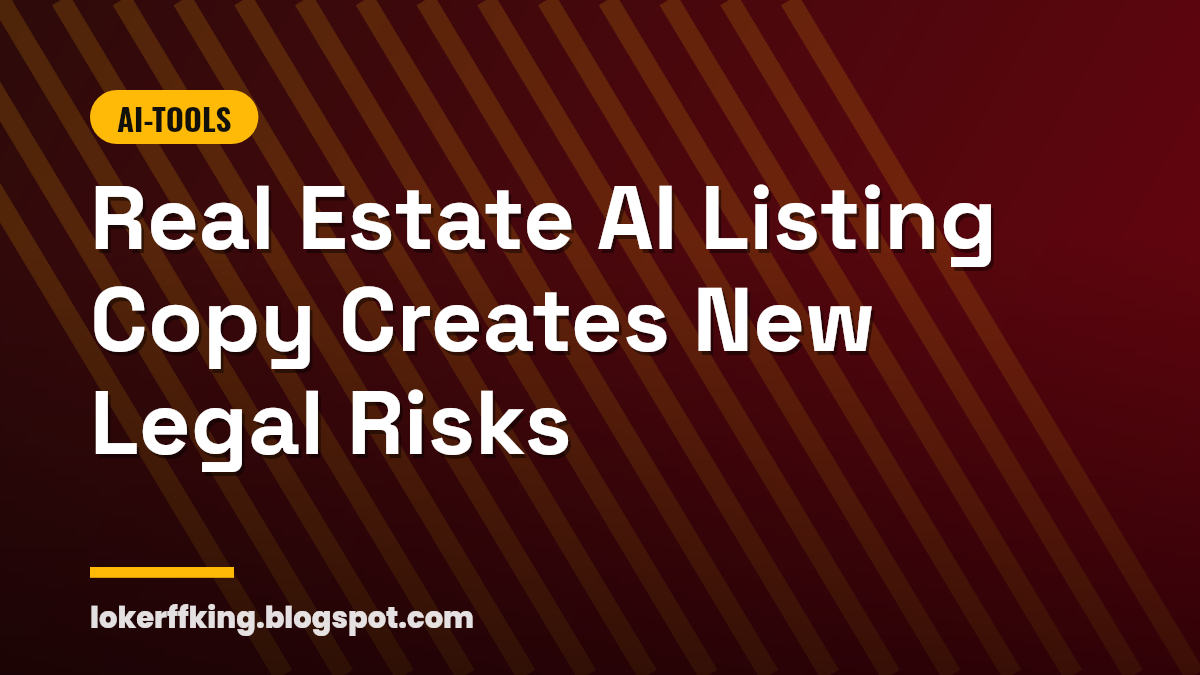 AI-TOOLS
Real Estate AI Listing
Copy Creates New
Legal Risks
lokerffking.blogspot.com